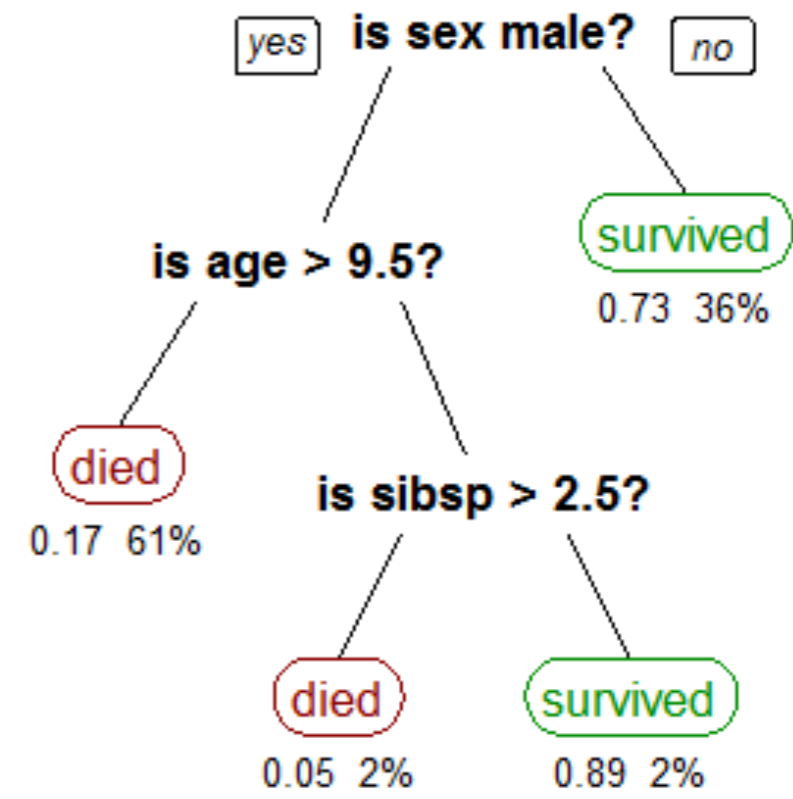 yes is sex male? no
is age > 9.5?
survived
0.73 36%
died
0.17 61%
is sibsp > 2.5?
died
0.05 2%
survived
0.89 2%